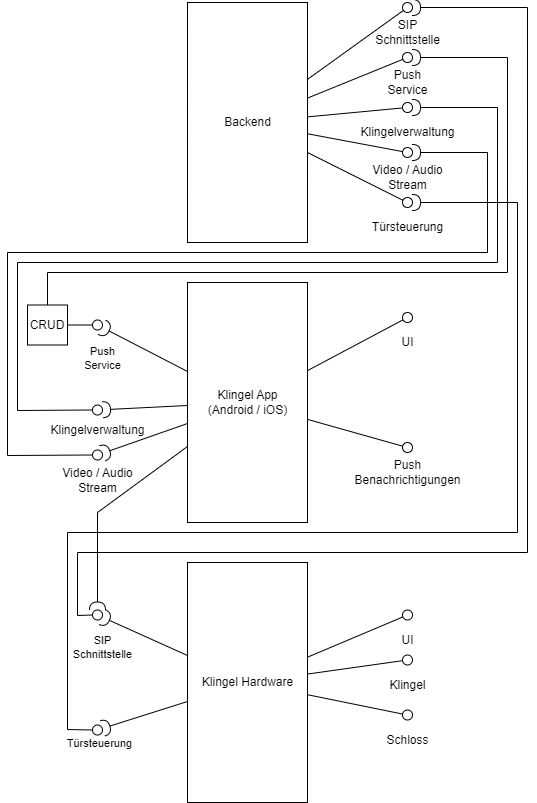 SIP
Schnittstelle
Push
Service
Backend
Klingelverwaltung
Video / Audio
Stream
Türsteuerung
CRUD
Push
Service
UI
Klingel App
(Android / iOS)
Klingelverwaltung
Video / Audio
Stream
Push
Benachrichtigungen
SIP
Schnittstelle
UI
Klingel Hardware
Klingel
Türsteuerung
Schloss